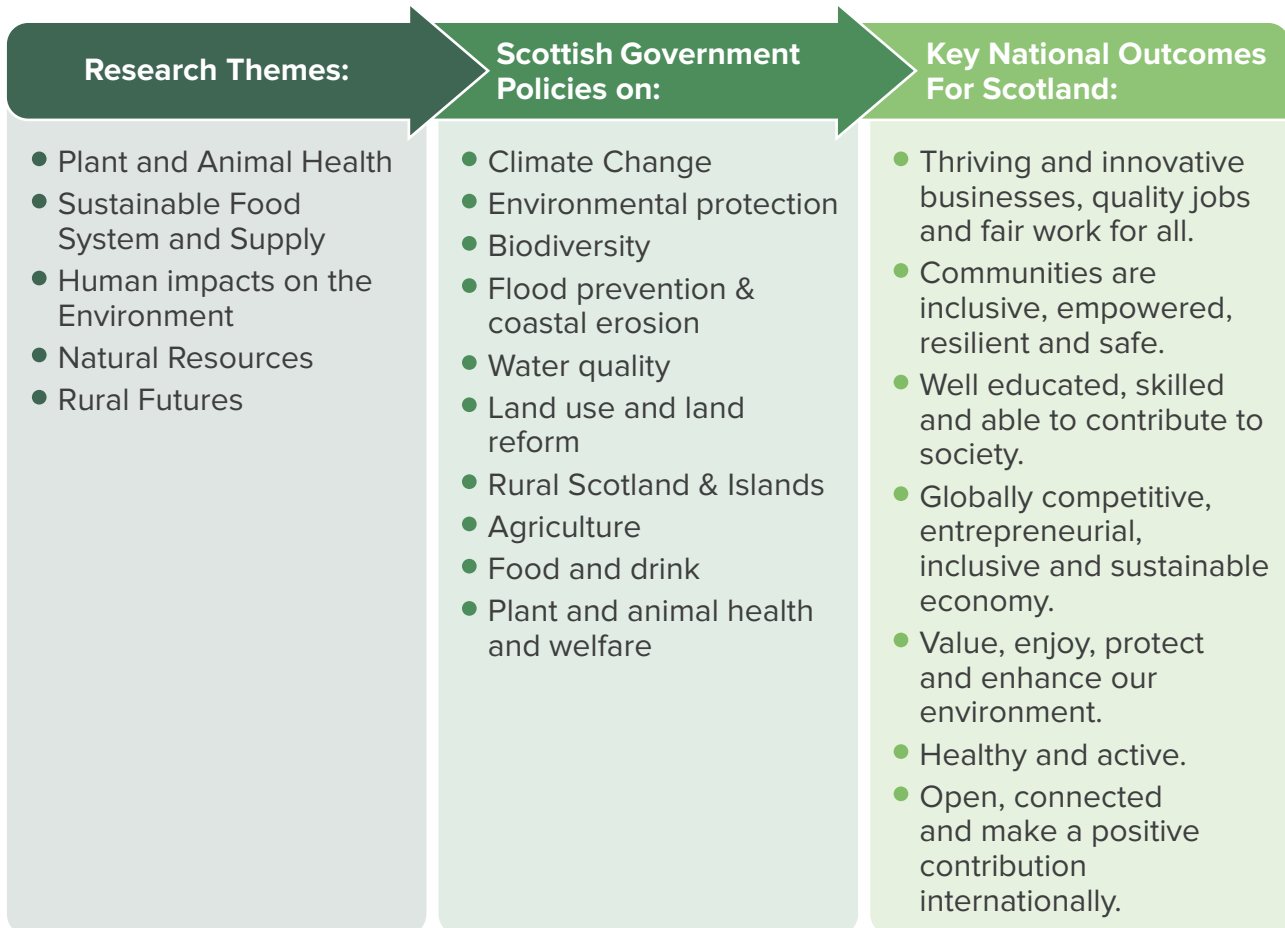 Research Themes:
• Plant and Animal Health
• Sustainable Food
System and Supply
• Human impacts on the
Environment
• Natural Resources
• Rural Futures
Scottish Government
Policies on:
• Climate Change
• Environmental protection
• Biodiversity
• Flood prevention &
coastal erosion
• Water quality
• Land use and land
reform
• Rural Scotland & Islands
• Agriculture
• Food and drink
• Plant and animal health
and welfare
Key National Outcomes
For Scotland:
• Thriving and innovative
businesses, quality jobs
and fair work for all.
• Communities are
inclusive, empowered,
resilient and safe.
• Well educated, skilled
and able to contribute to
society.
• Globally competitive,
entrepreneurial,
inclusive and sustainable
economy.
• Value, enjoy, protect
and enhance our
environment.
• Healthy and active.
• Open, connected
and make a positive
contribution
internationally.